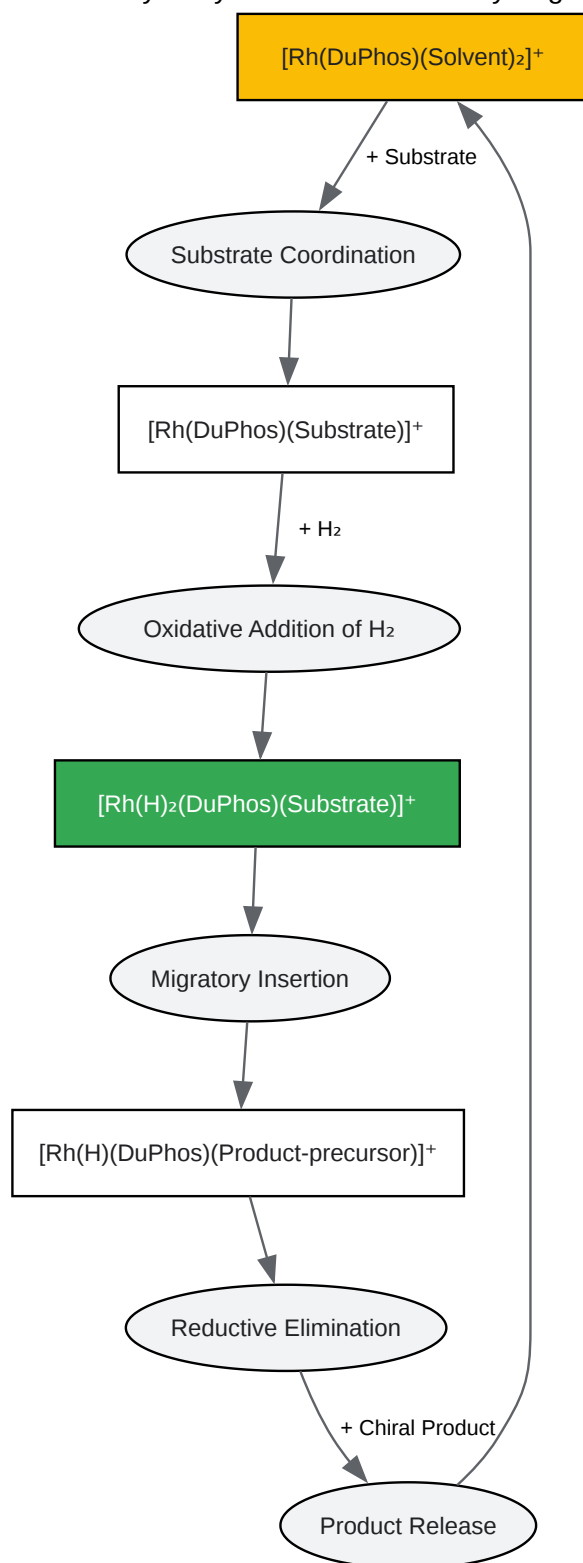 [Rh(DuPhos)(Solvent)₂]⁺
+ Substrate
Substrate Coordination
[Rh(DuPhos)(Substrate)]⁺
+ H₂
Oxidative Addition of H₂
[Rh(H)₂(DuPhos)(Substrate)]⁺
Migratory Insertion
[Rh(H)(DuPhos)(Product-precursor)]⁺
Reductive Elimination
+ Chiral Product
Product Release